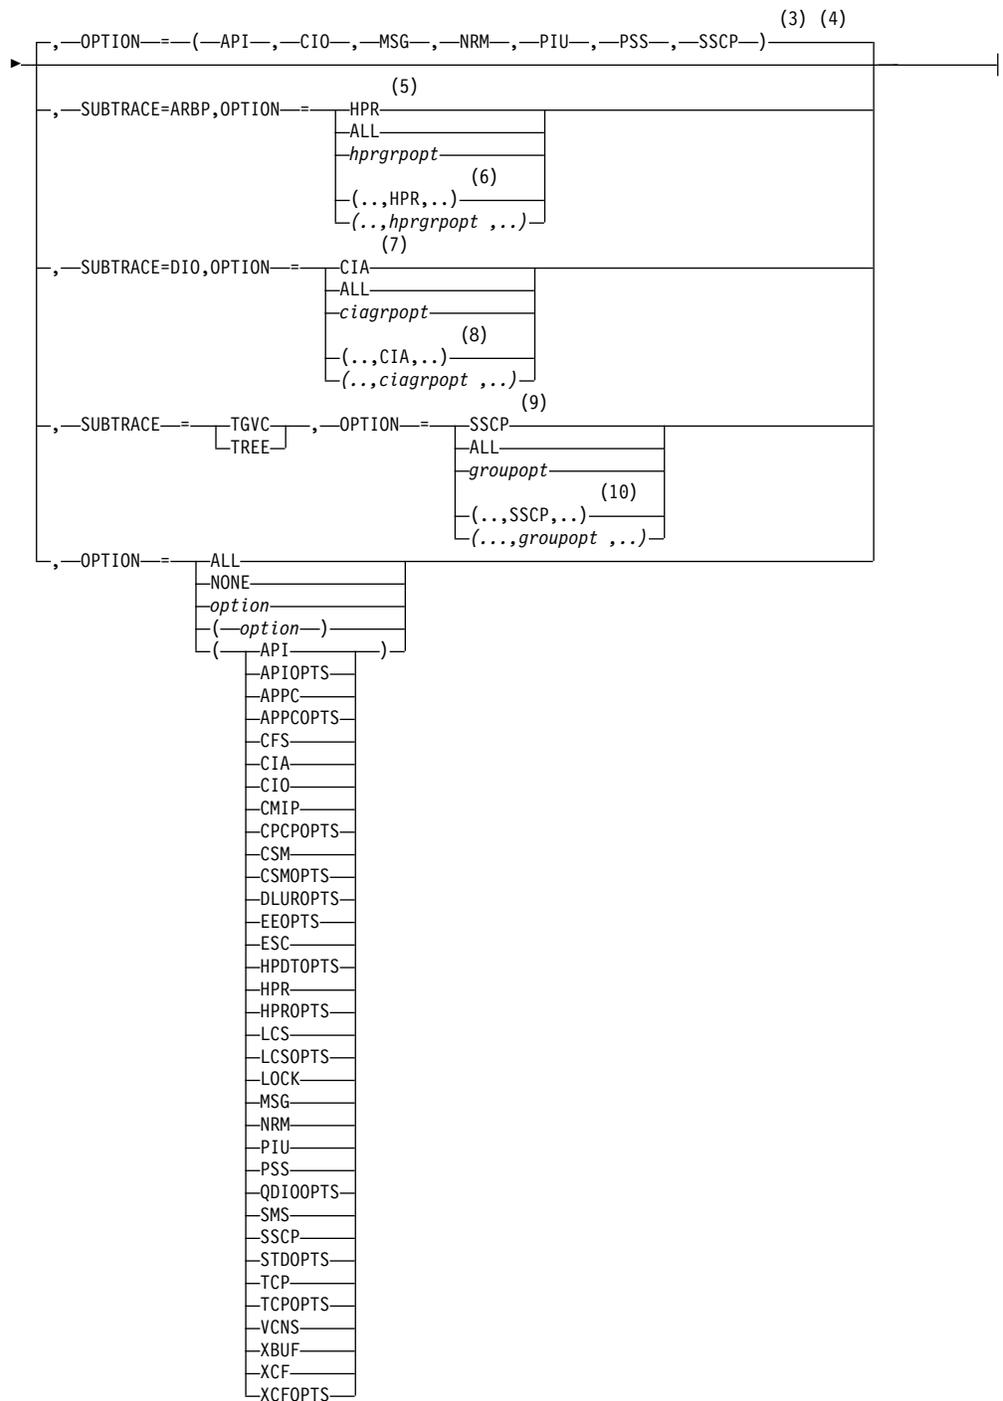 (3) (4)
, OPTION = ( API , CIO , MSG , NRM , PIU , PSS , SSCP )
(5)
, SUBTRACE=ARBP,OPTION = HPR
ALL
hprgrpopt
(6)
(..,HPR,..)
(..,hprgrpopt ,..)
(7)
, SUBTRACE=DIO,OPTION = CIA
ALL
ciagrpopt
(8)
(..,CIA,..)
(..,ciagrpopt ,..)
(9)
, SUBTRACE = TGVC , OPTION = SSCP
TREE ALL
groupopt
(10)
(..,SSCP,..)
(...,groupopt ,..)
, OPTION = ALL
NONE
option
( option )
( API )
APIOPTS
APPC
APPCOPTS
CFS
CIA
CIO
CMIP
CPCPOPTS
CSM
CSMOPTS
DLUROPTS
EEOPTS
ESC
HPDTOPTS
HPR
HPROPTS
LCS
LCSOPTS
LOCK
MSG
NRM
PIU
PSS
QDIOOPTS
SMS
SSCP
STDOPTS
TCP
TCPOPTS
VCNS
XBUF
XCF
XCFOPTS